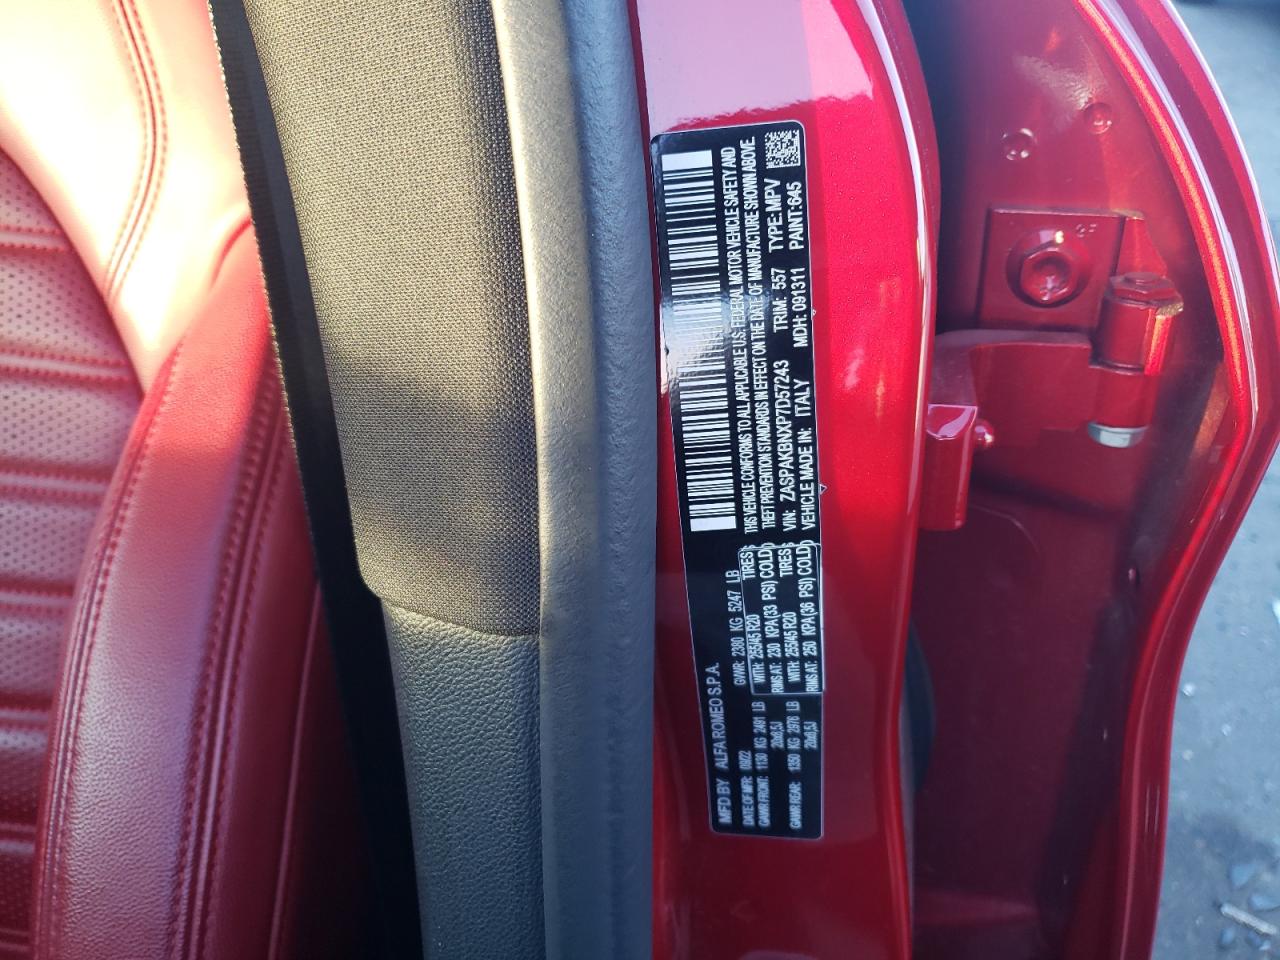 MFD BY ALFA ROMEO S.P.A.
DATE OF MFR: 09/22 GVWR: 2380 KG 5247 LB
GAWR FRONT: 1130 KG 2491 LB WITH: 255/45 R20 TIRES
20x8,5J RIMS AT: 230 KPA(33 PSI) COLD
GAWR REAR: 1350 KG 2976 LB WITH: 255/45 R20 TIRES
20x8,5J RIMS AT: 250 KPA(36 PSI) COLD
THIS VEHICLE CONFORMS TO ALL APPLICABLE U.S. FEDERAL MOTOR VEHICLE SAFETY AND
THEFT PREVENTION STANDARDS IN EFFECT ON THE DATE OF MANUFACTURE SHOWN ABOVE.
VIN: ZASPAKBNXP7D57243 TRIM: 557 TYPE:MPV
VEHICLE MADE IN: ITALY MDH: 091311 PAINT:645